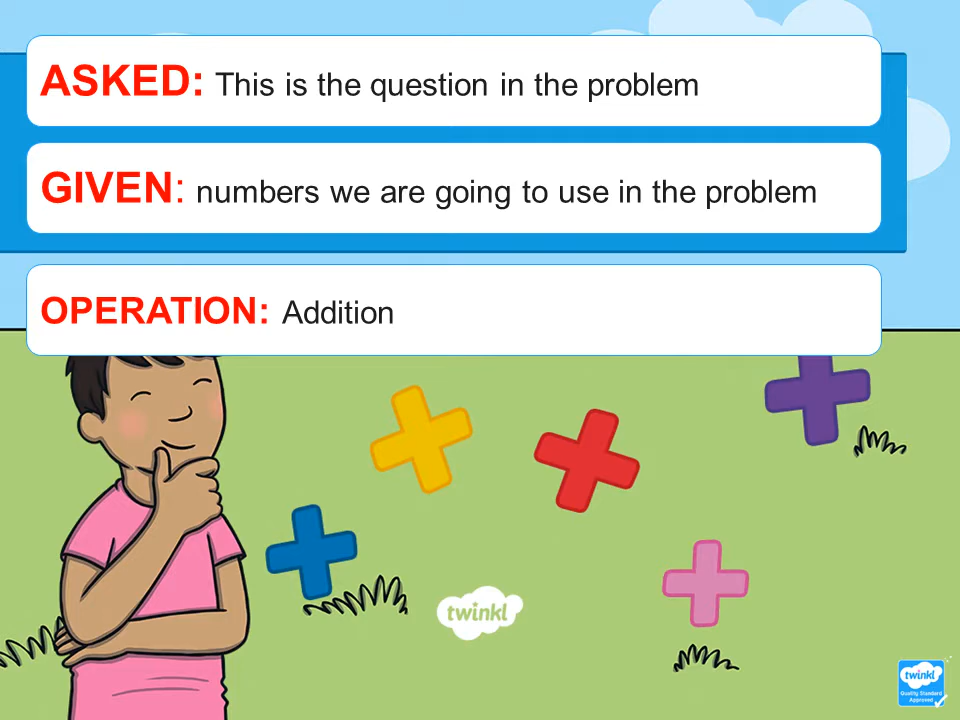 ASKED: This is the question in the problem
GIVEN: numbers we are going to use in the problem
OPERATION: Addition
twinkl
twinkl
Quality Standard
Approved